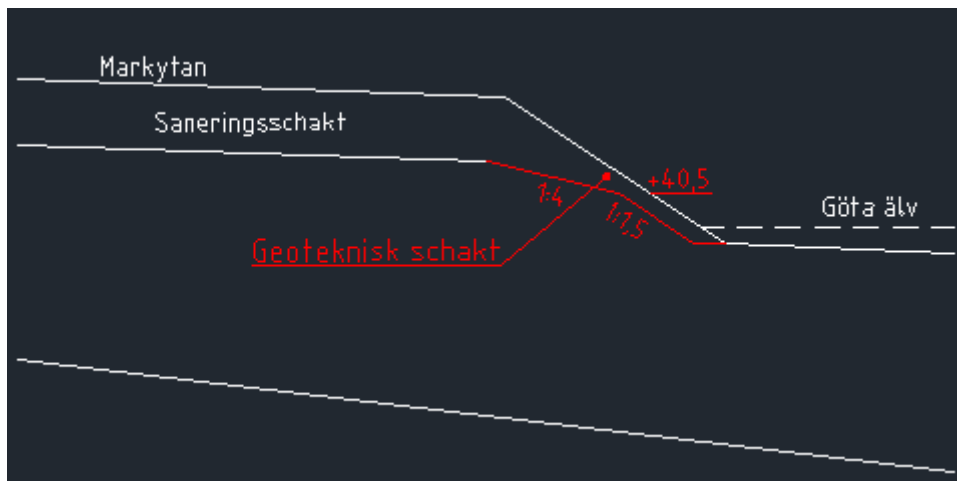 Markytan
Saneringsschakt
+40,5
1:4
1:1,5
Göta älv
Geoteknisk schakt